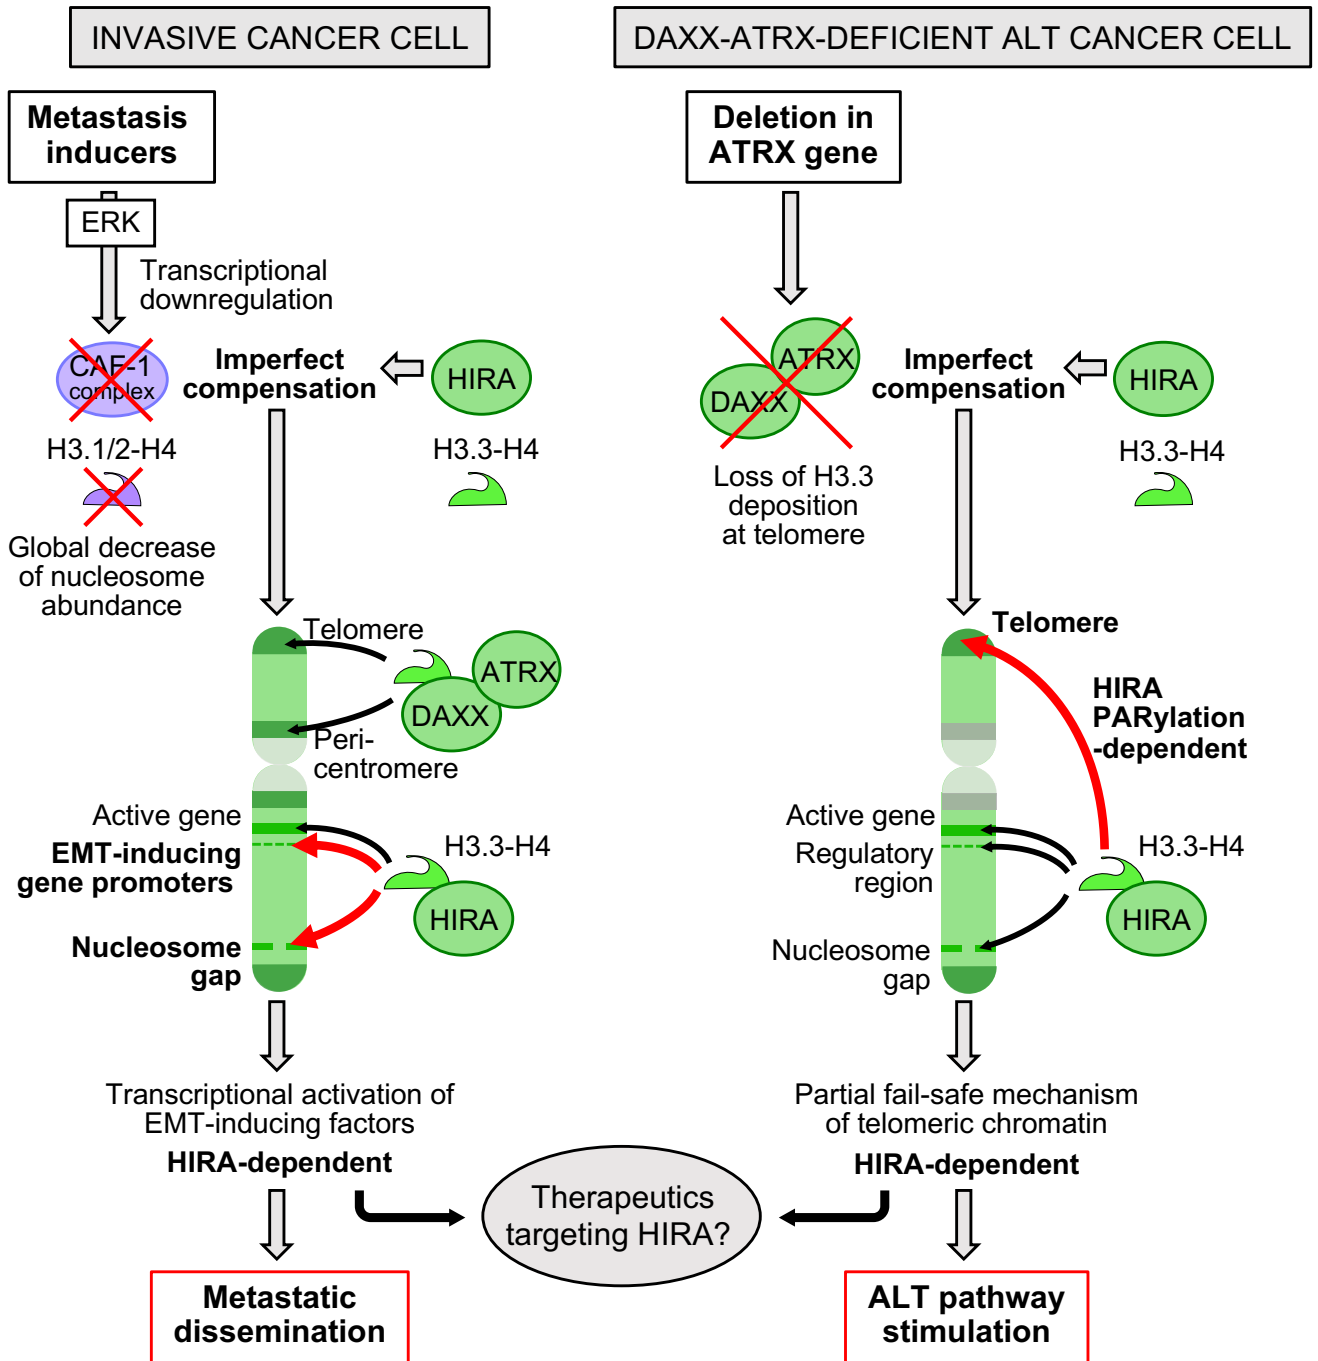 INVASIVE CANCER CELL
Metastasis
inducers
ERK
Transcriptional
downregulation
CAF-1
complex
Imperfect
compensation
HIRA
H3.1/2-H4
H3.3-H4
Global decrease
of nucleosome
abundance
Telomere
ATRX
DAXX
Peri-
centromere
Active gene
EMT-inducing
gene promoters
H3.3-H4
HIRA
Nucleosome
gap
Transcriptional activation of
EMT-inducing factors
HIRA-dependent
Metastatic
dissemination
Therapeutics
targeting HIRA?
DAXX-ATRX-DEFICIENT ALT CANCER CELL
Deletion in
ATRX gene
ATRX
DAXX
Imperfect
compensation
HIRA
H3.3-H4
Loss of H3.3
deposition
at telomere
Telomere
HIRA
PARylation
-dependent
Active gene
Regulatory
region
H3.3-H4
HIRA
Nucleosome
gap
Partial fail-safe mechanism
of telomeric chromatin
HIRA-dependent
ALT pathway
stimulation